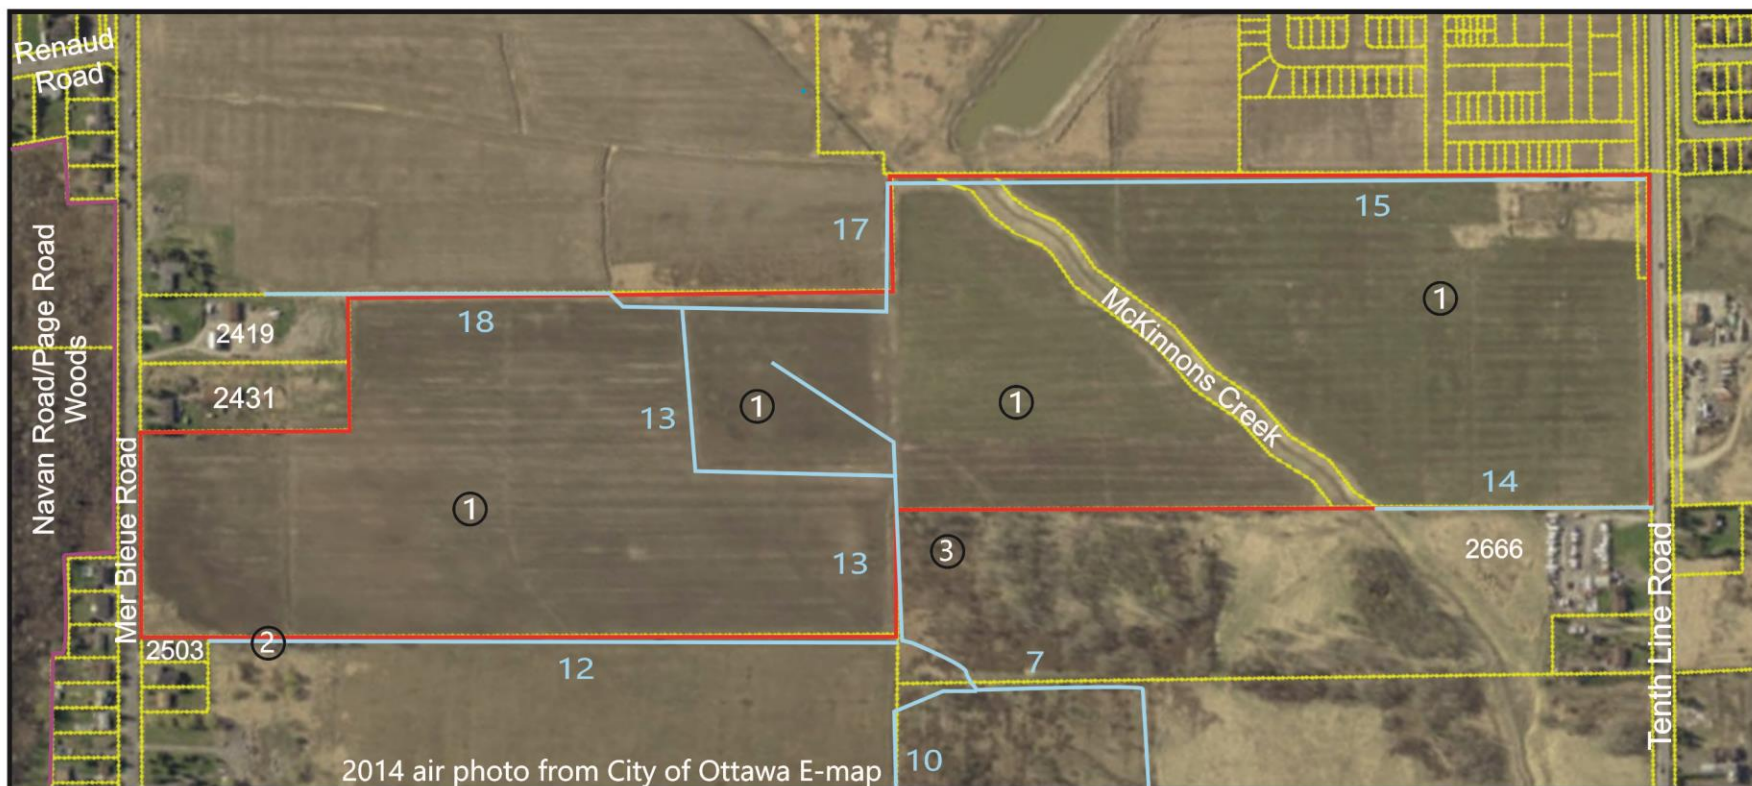 Renaud
Road
17
15
1
18
2419
2431
13
1
1
McKinnons Creek
Navan Road/Page Road
Woods
Mer Bleue Road
1
14
13
3
2666
Tenth Line Road
2503
2
12
7
10
2014 air photo from City of Ottawa E-map